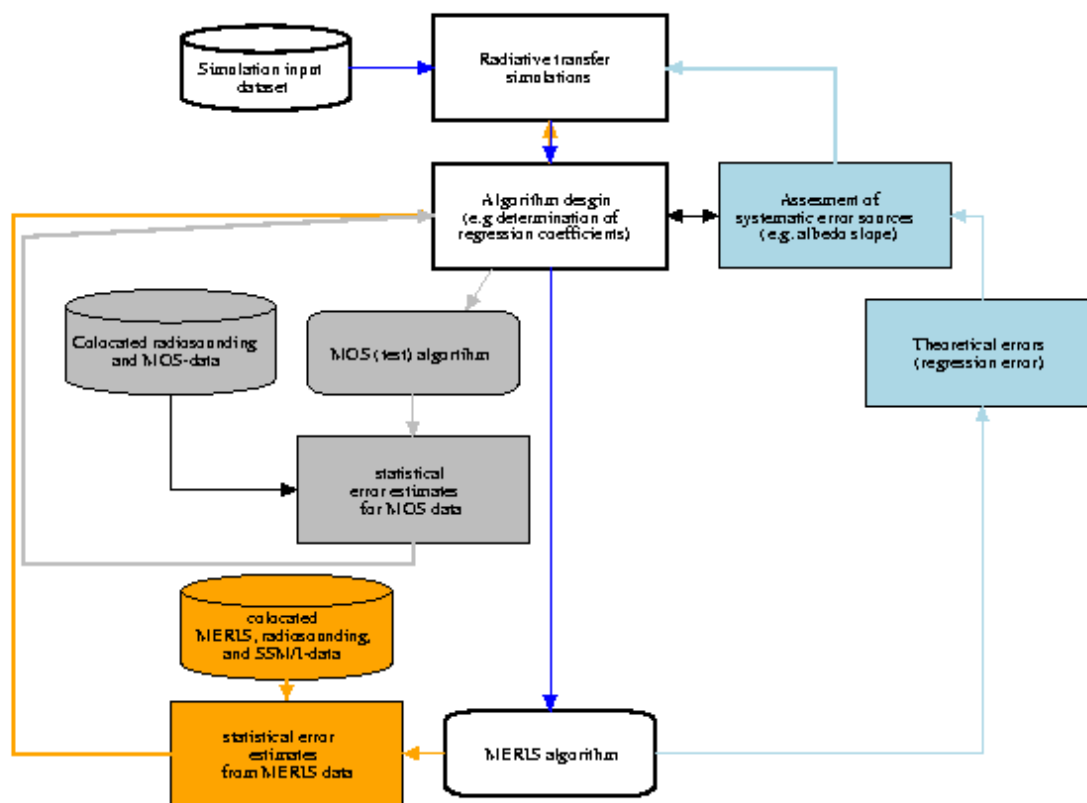 Simulation input
dataset
Radiative transfer
simulations
Algorithm desgin
(e.g determination of
regression coefficients)
Assesment of
systematic error sources
(e.g. albedo slope)
Colocated radiosounding
and MOS-data
MOS (test) algorithm
Theoretical errors
(regression error)
statistical
error estimates
for MOS data
colocated
MERIS, radiosounding,
and SSM/I-data
statistical error
estimates
from MERIS data
MERIS algorithm